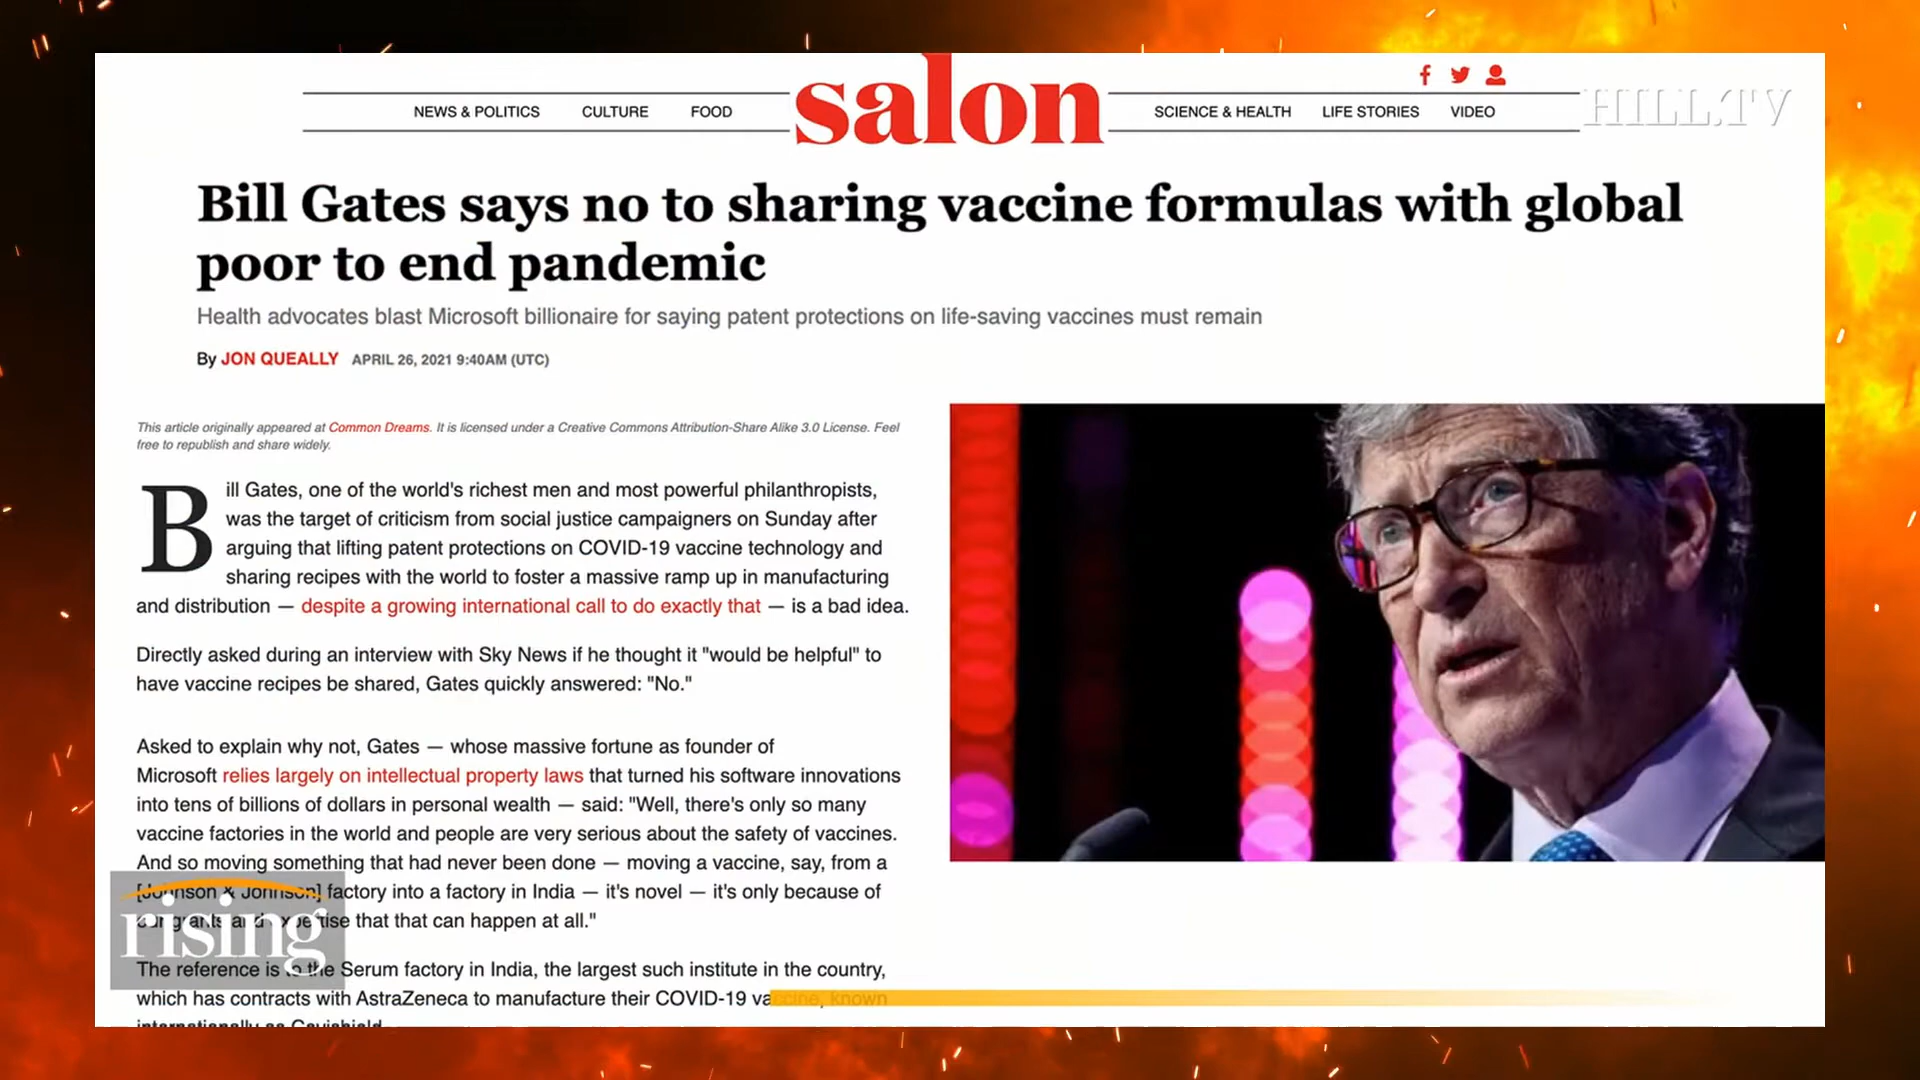 salon
HILL.TV
NEWS & POLITICS CULTURE FOOD SCIENCE & HEALTH LIFE STORIES VIDEO
Bill Gates says no to sharing vaccine formulas with global
poor to end pandemic
Health advocates blast Microsoft billionaire for saying patent protections on life-saving vaccines must remain
By JON QUEALLY APRIL 26, 2021 9:40AM (UTC)
This article originally appeared at Common Dreams. It is licensed under a Creative Commons Attribution-Share Alike 3.0 License. Feel
free to republish and share widely.
Bill Gates, one of the world's richest men and most powerful philanthropists,
was the target of criticism from social justice campaigners on Sunday after
arguing that lifting patent protections on COVID-19 vaccine technology and
sharing recipes with the world to foster a massive ramp up in manufacturing
and distribution — despite a growing international call to do exactly that — is a bad idea.
Directly asked during an interview with Sky News if he thought it "would be helpful" to
have vaccine recipes be shared, Gates quickly answered: "No."
Asked to explain why not, Gates — whose massive fortune as founder of
Microsoft relies largely on intellectual property laws that turned his software innovations
into tens of billions of dollars in personal wealth — said: "Well, there's only so many
vaccine factories in the world and people are very serious about the safety of vaccines.
And so moving something that had never been done — moving a vaccine, say, from a
[Johnson & Johnson] factory into a factory in India — it's novel — it's only because of
our grants and expertise that that can happen at all."
rising
The reference is to the Serum factory in India, the largest such institute in the country,
which has contracts with AstraZeneca to manufacture their COVID-19 vaccine, known
internationally as Covishield